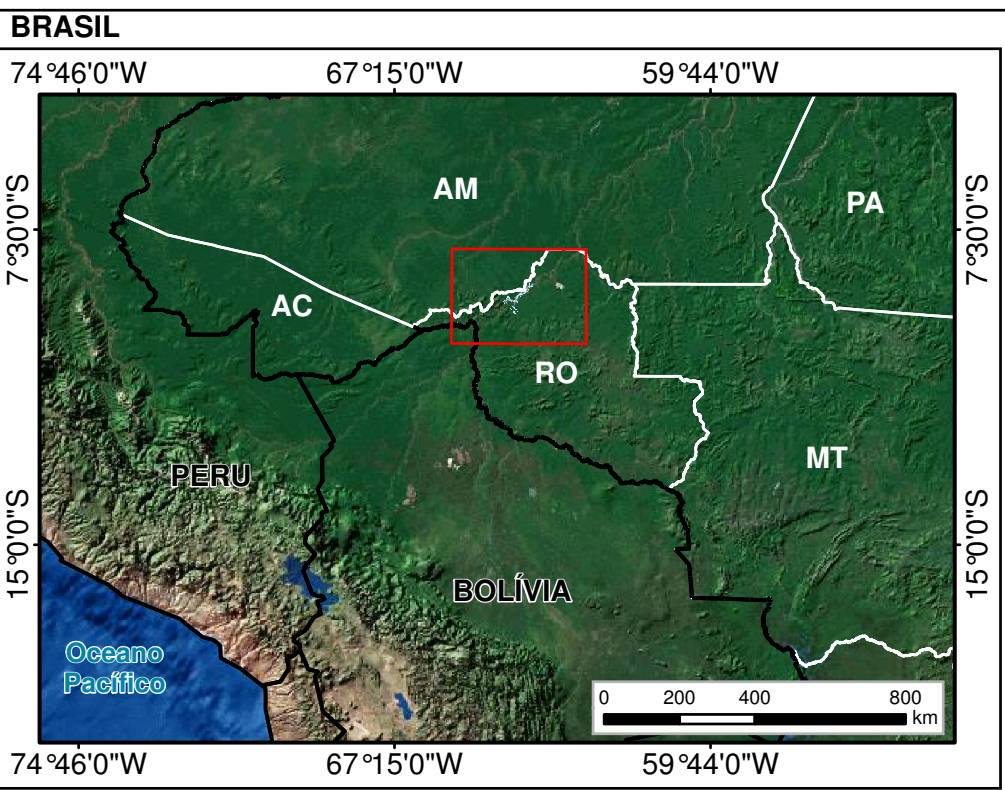 BRASIL
74°46'0"W 67°15'0"W 59°44'0"W
7°30'0"S
AM
PA
7°30'0"S
AC
RO
MT
PERU
15°0'0"S
15°0'0"S
BOLÍVIA
Oceano
Pacífico
0 200 400 800
km
74°46'0"W 67°15'0"W 59°44'0"W